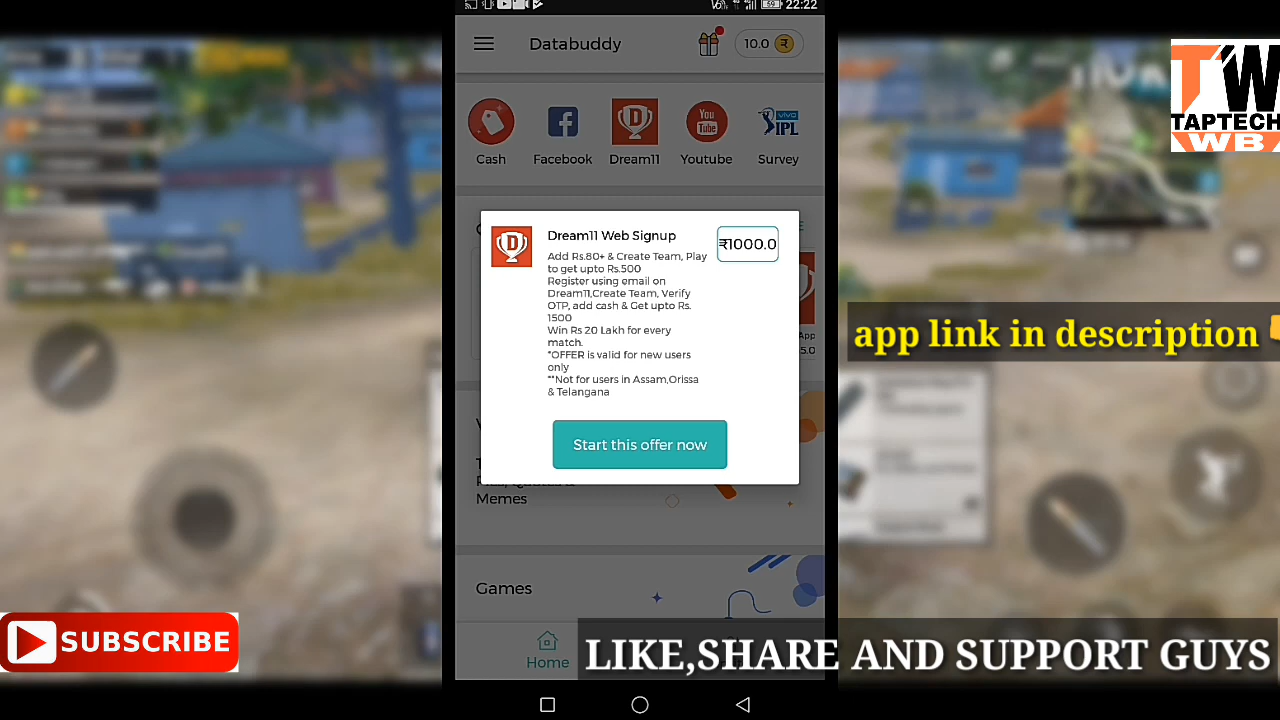 22:22
Databuddy
10.0
Cash
Facebook
Dream11
You
Tube
Youtube
vivo
IPL
Survey
TW
TAPTECH
WB
D
Dream11 Web Signup
₹1000.0
Add Rs.80+ & Create Team, Play
to get upto Rs.500
Register using email on
Dream11,Create Team, Verify
OTP, add cash & Get upto Rs.
1500
Win Rs 20 Lakh for every
match.
*OFFER is valid for new users
only
**Not for users in Assam,Orissa
& Telangana
Start this offer now
app link in description
Memes
Games
Home
SUBSCRIBE
LIKE,SHARE AND SUPPORT GUYS